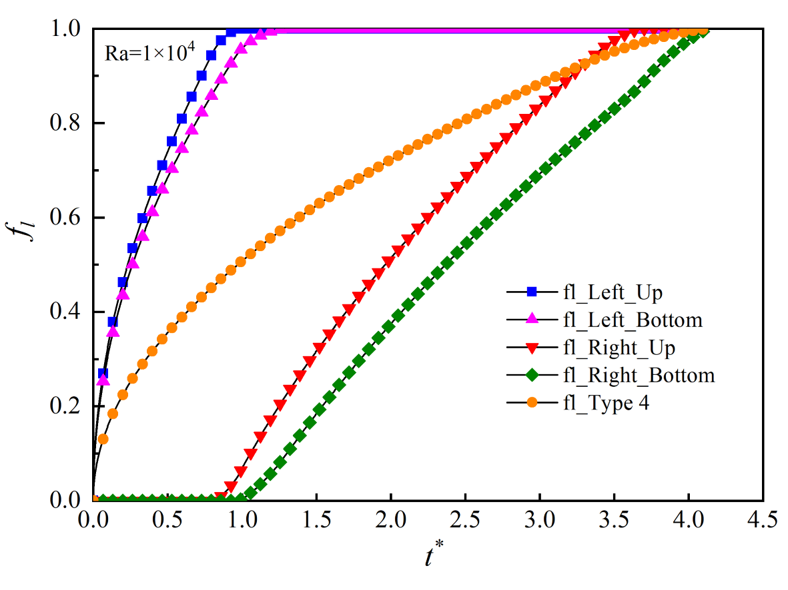 Ra=1×10⁴
1.0
0.8
0.6
0.4
0.2
0.0
fₗ
fl_Left_Up
fl_Left_Bottom
fl_Right_Up
fl_Right_Bottom
fl_Type 4
0.0 0.5 1.0 1.5 2.0 2.5 3.0 3.5 4.0 4.5
t*